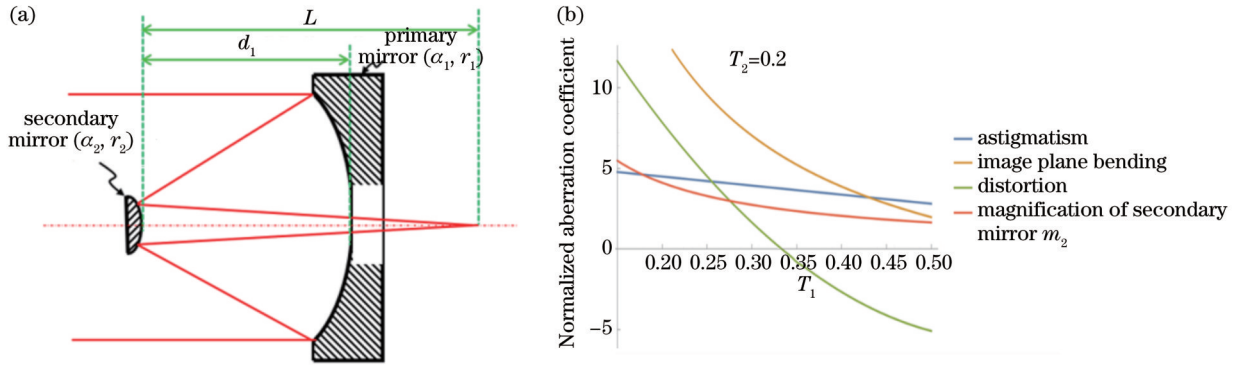 (a)
L
d₁
primary
mirror (α₁, r₁)
secondary
mirror (α₂, r₂)
(b)
Normalized aberration coefficient
T₂=0.2
10
5
0
−5
0.20 0.25 0.30 0.35 0.40 0.45 0.50
T₁
astigmatism
image plane bending
distortion
magnification of secondary
mirror m₂